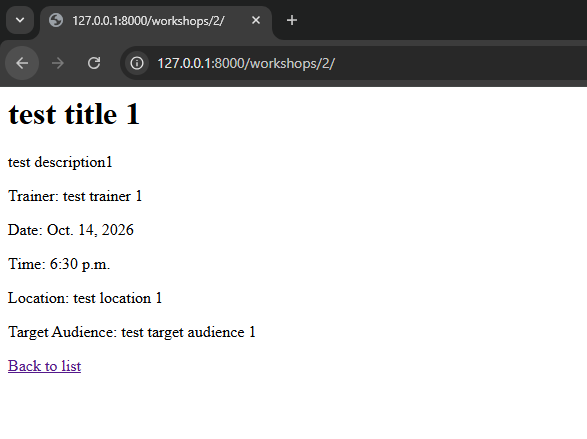 127.0.0.1:8000/workshops/2/
127.0.0.1:8000/workshops/2/
test title 1
test description1
Trainer: test trainer 1
Date: Oct. 14, 2026
Time: 6:30 p.m.
Location: test location 1
Target Audience: test target audience 1
Back to list